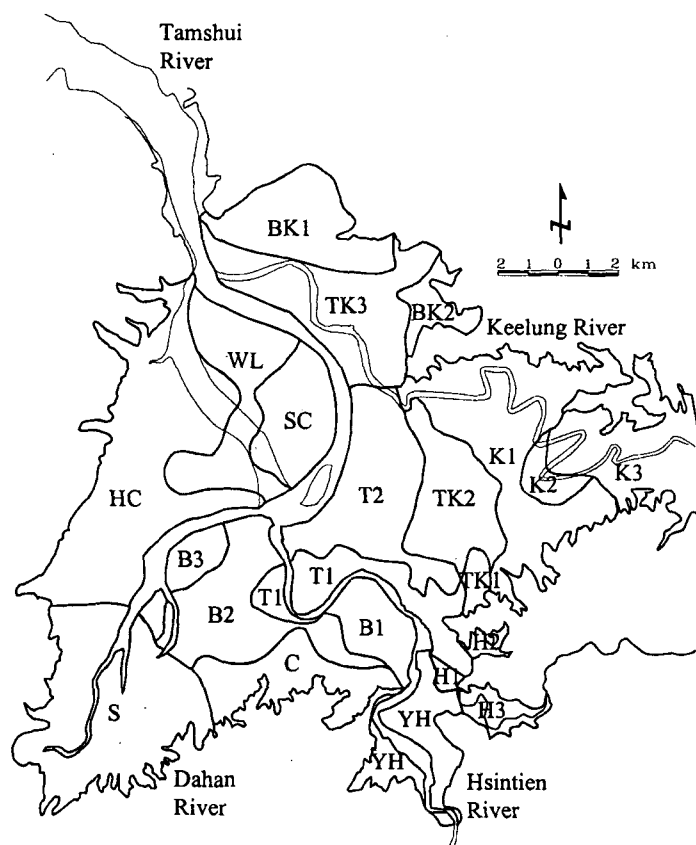 Tamshui
River
BK1
2 1 0 1 2 km
TK3
BK2
Keelung River
WL
SC
K1
K2
K3
HC
T2
TK2
B3
T1
T1
TK1
B2
B1
H2
C
H1
H3
S
YH
YH
Dahan
River
Hsintien
River